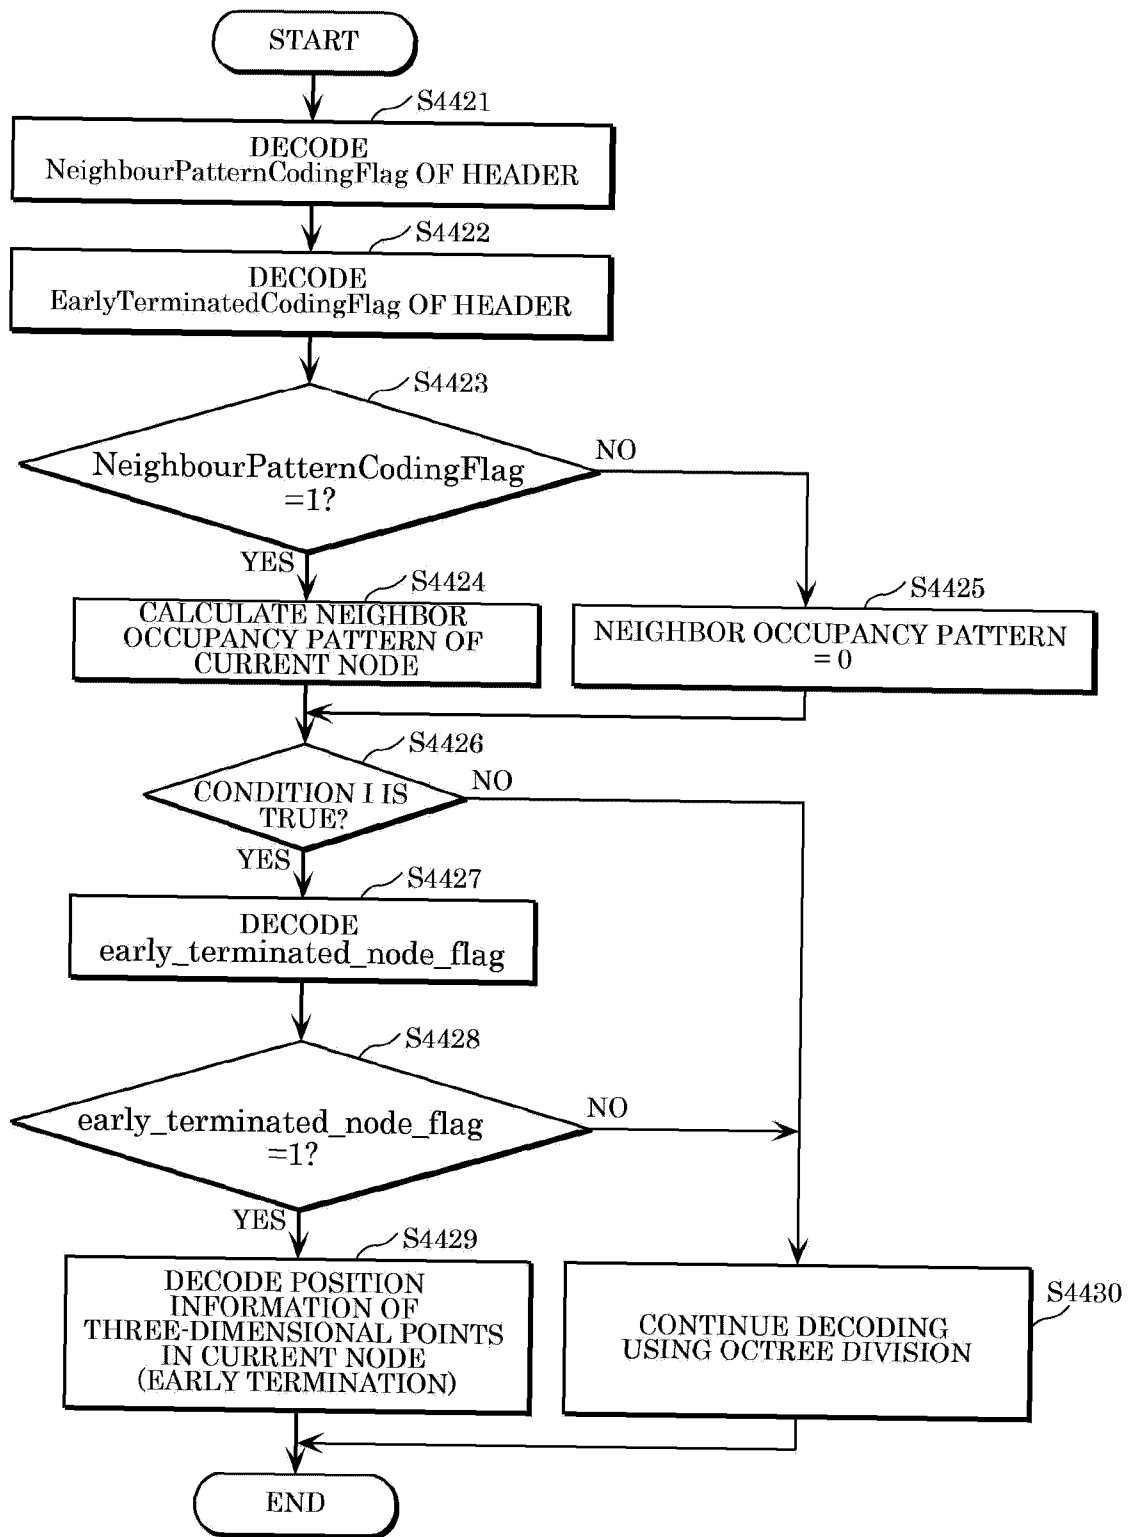 START
S4421
DECODE
NeighbourPatternCodingFlag OF HEADER
S4422
DECODE
EarlyTerminatedCodingFlag OF HEADER
S4423
NeighbourPatternCodingFlag
=1?
NO
YES
S4424
CALCULATE NEIGHBOR
OCCUPANCY PATTERN OF
CURRENT NODE
S4425
NEIGHBOR OCCUPANCY PATTERN
= 0
S4426
CONDITION I IS
TRUE?
NO
YES
S4427
DECODE
early_terminated_node_flag
S4428
early_terminated_node_flag
=1?
NO
YES
S4429
DECODE POSITION
INFORMATION OF
THREE-DIMENSIONAL POINTS
IN CURRENT NODE
(EARLY TERMINATION)
S4430
CONTINUE DECODING
USING OCTREE DIVISION
END